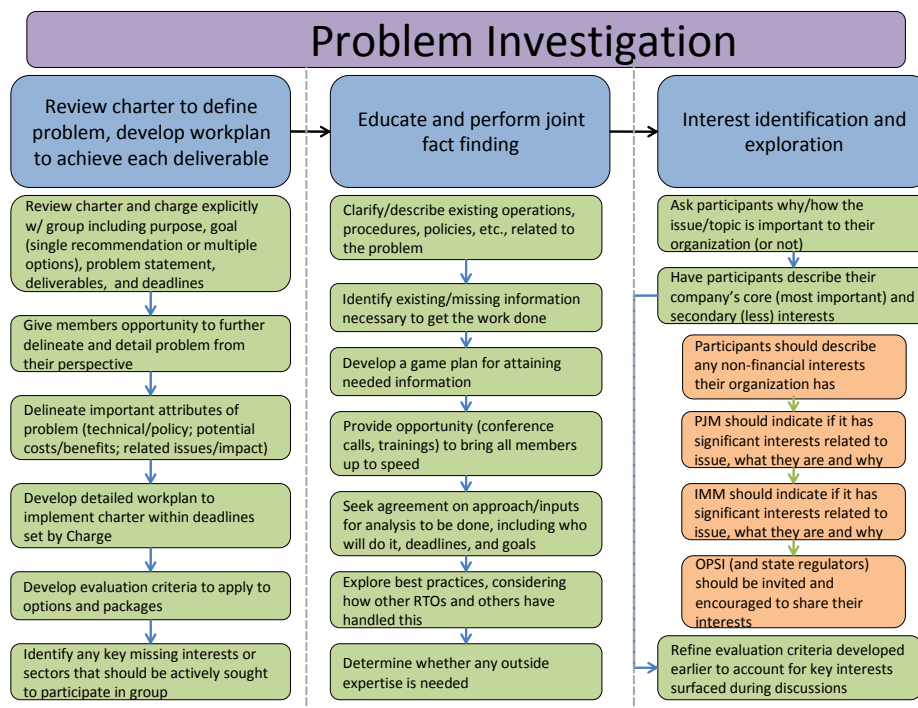 Problem Investigation
Review charter to define
problem, develop workplan
to achieve each deliverable
Review charter and charge explicitly
w/ group including purpose, goal
(single recommendation or multiple
options), problem statement,
deliverables,  and deadlines
Give members opportunity to further
delineate and detail problem from
their perspective
Delineate important attributes of
problem (technical/policy; potential
costs/benefits; related issues/impact)
Develop detailed workplan to
implement charter within deadlines
set by Charge
Develop evaluation criteria to apply to
options and packages
Identify any key missing interests or
sectors that should be actively sought
to participate in group
Educate and perform joint
fact finding
Clarify/describe existing operations,
procedures, policies, etc., related to
the problem
Identify existing/missing information
necessary to get the work done
Develop a game plan for attaining
needed information
Provide opportunity (conference
calls, trainings) to bring all members
up to speed
Seek agreement on approach/inputs
for analysis to be done, including who
will do it, deadlines, and goals
Explore best practices, considering
how other RTOs and others have
handled this
Determine whether any outside
expertise is needed
Interest identification and
exploration
Ask participants why/how the
issue/topic is important to their
organization (or not)
Have participants describe their
company's core (most important) and
secondary (less) interests
Participants should describe
any non-financial interests
their organization has
PJM should indicate if it has
significant interests related to
issue, what they are and why
IMM should indicate if it has
significant interests related to
issue, what they are and why
OPSI (and state regulators)
should be invited and
encouraged to share their
interests
Refine evaluation criteria developed
earlier to account for key interests
surfaced during discussions